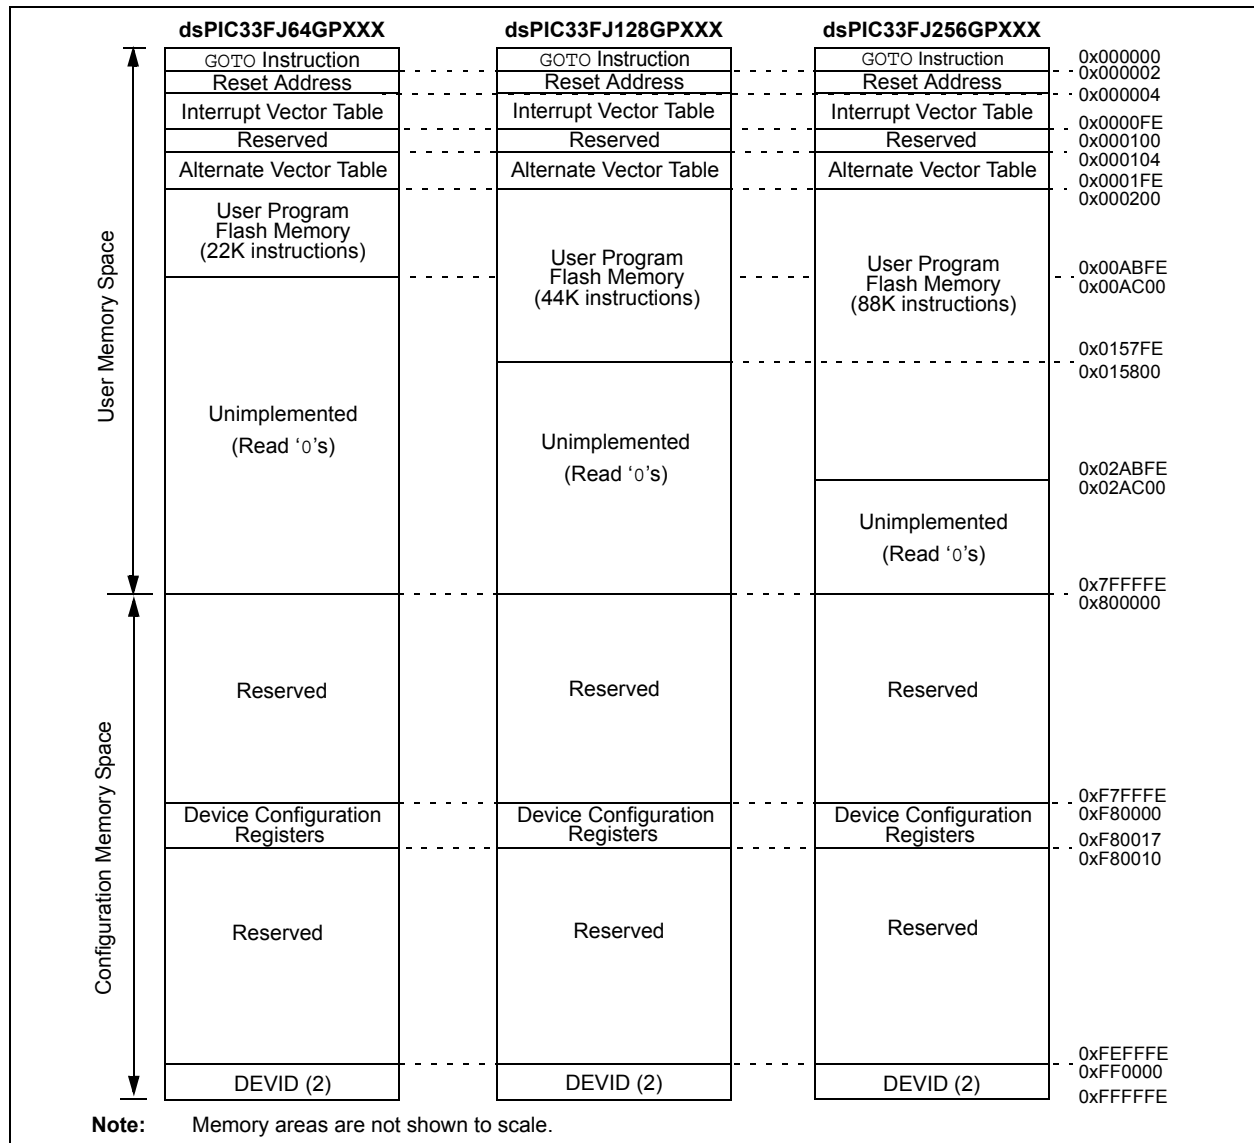 dsPIC33FJ64GPXXX
dsPIC33FJ128GPXXX
dsPIC33FJ256GPXXX
User Memory Space
Configuration Memory Space
GOTO Instruction
Reset Address
Interrupt Vector Table
Reserved
Alternate Vector Table
User Program
Flash Memory
(22K instructions)
Unimplemented
(Read ‘0’s)
Reserved
Device Configuration
Registers
Reserved
DEVID (2)
GOTO Instruction
Reset Address
Interrupt Vector Table
Reserved
Alternate Vector Table
User Program
Flash Memory
(44K instructions)
Unimplemented
(Read ‘0’s)
Reserved
Device Configuration
Registers
Reserved
DEVID (2)
GOTO Instruction
Reset Address
Interrupt Vector Table
Reserved
Alternate Vector Table
User Program
Flash Memory
(88K instructions)
Unimplemented
(Read ‘0’s)
Reserved
Device Configuration
Registers
Reserved
DEVID (2)
0x000000
0x000002
0x000004
0x0000FE
0x000100
0x000104
0x0001FE
0x000200
0x00ABFE
0x00AC00
0x0157FE
0x015800
0x02ABFE
0x02AC00
0x7FFFFE
0x800000
0xF7FFFE
0xF80000
0xF80017
0xF80010
0xFEFFFE
0xFF0000
0xFFFFFE
Note: Memory areas are not shown to scale.